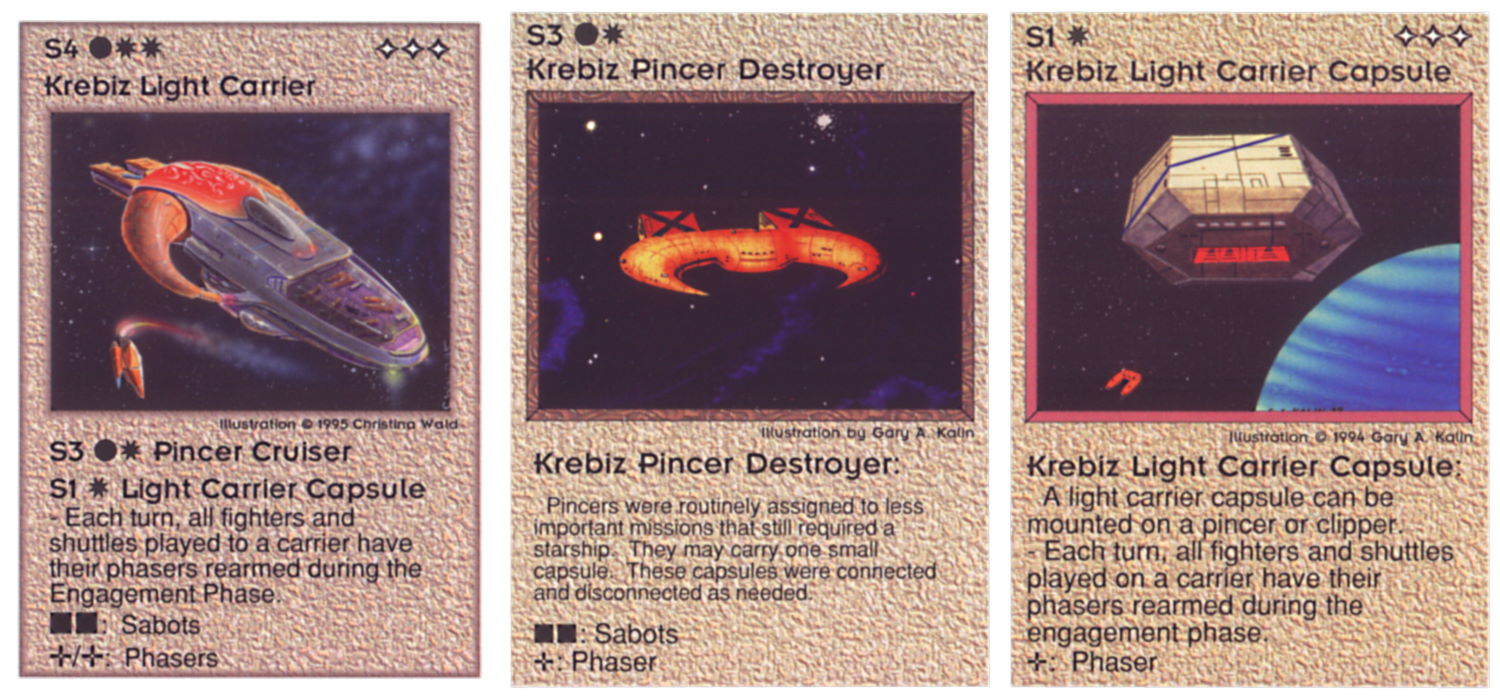 S4 ●✷✷ ✧✧✧
Krebiz Light Carrier
Illustration © 1995 Christina Wald
S3 ●✷ Pincer Cruiser
S1 ✷ Light Carrier Capsule
- Each turn, all fighters and
shuttles played to a carrier have
their phasers rearmed during the
Engagement Phase.
■■: Sabots
✛/✛: Phasers
S3 ●✷
Krebiz Pincer Destroyer
Illustration by Gary A. Kalin
Krebiz Pincer Destroyer:
Pincers were routinely assigned to less
important missions that still required a
starship. They may carry one small
capsule. These capsules were connected
and disconnected as needed.
■■: Sabots
✛: Phaser
S1 ✷ ✧✧✧
Krebiz Light Carrier Capsule
Illustration © 1994 Gary A. Kalin
Krebiz Light Carrier Capsule:
A light carrier capsule can be
mounted on a pincer or clipper.
- Each turn, all fighters and shuttles
played on a carrier have their
phasers rearmed during the
engagement phase.
✛: Phaser